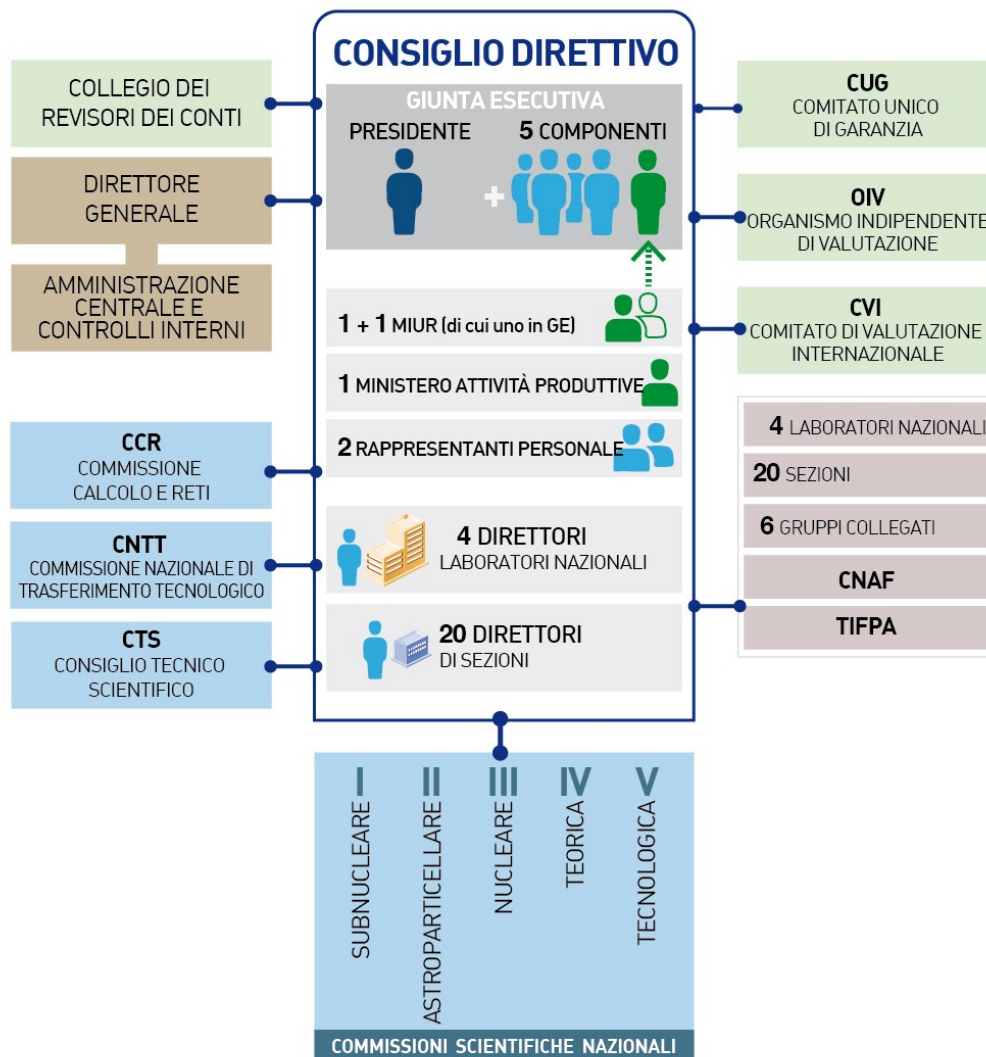 CONSIGLIO DIRETTIVO
GIUNTA ESECUTIVA
PRESIDENTE
5 COMPONENTI
+
1 + 1 MIUR (di cui uno in GE)
1 MINISTERO ATTIVITÀ PRODUTTIVE
2 RAPPRESENTANTI PERSONALE
4 DIRETTORI
LABORATORI NAZIONALI
20 DIRETTORI
DI SEZIONI
COLLEGIO DEI
REVISORI DEI CONTI
DIRETTORE
GENERALE
AMMINISTRAZIONE
CENTRALE E
CONTROLLI INTERNI
CCR
COMMISSIONE
CALCOLO E RETI
CNTT
COMMISSIONE NAZIONALE DI
TRASFERIMENTO TECNOLOGICO
CTS
CONSIGLIO TECNICO
SCIENTIFICO
CUG
COMITATO UNICO
DI GARANZIA
OIV
ORGANISMO INDIPENDENTE
DI VALUTAZIONE
CVI
COMITATO DI VALUTAZIONE
INTERNAZIONALE
4 LABORATORI NAZIONALI
20 SEZIONI
6 GRUPPI COLLEGATI
CNAF
TIFPA
I
SUBNUCLEARE
II
ASTROPARTICELLARE
III
NUCLEARE
IV
TEORICA
V
TECNOLOGICA
COMMISSIONI SCIENTIFICHE NAZIONALI